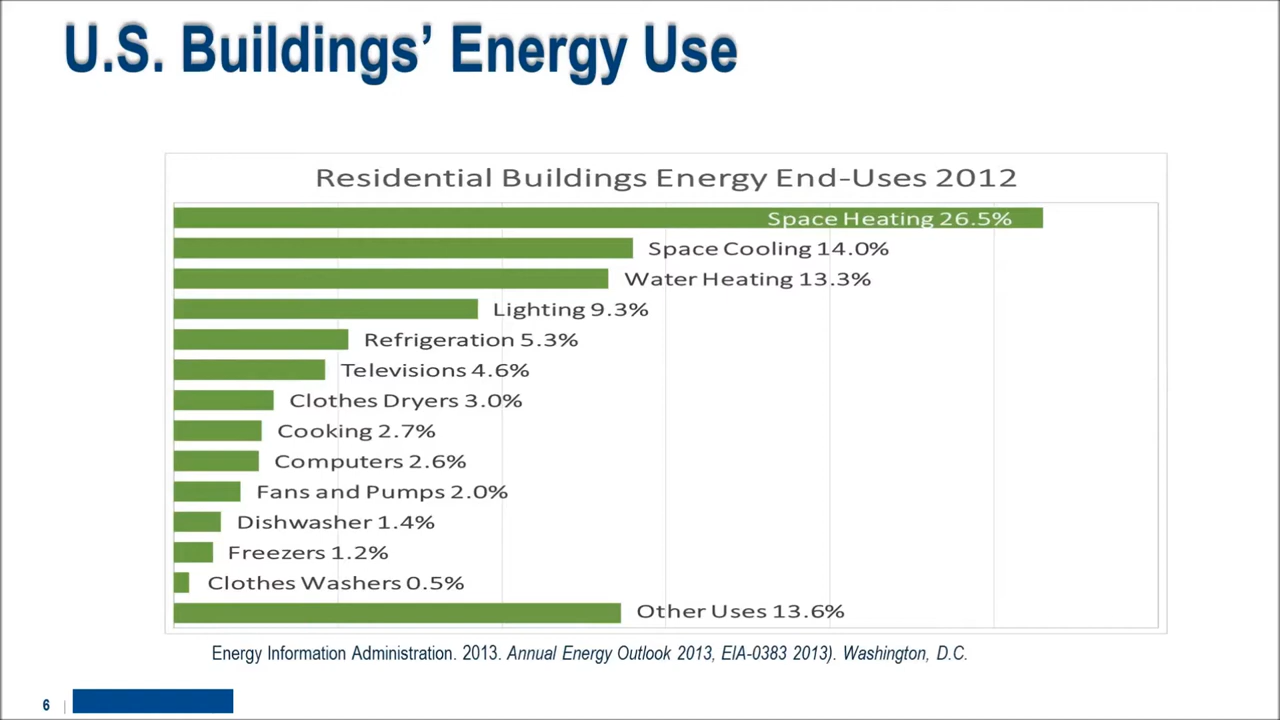 U.S. Buildings’ Energy Use
Residential Buildings Energy End-Uses 2012
Space Heating 26.5%
Space Cooling 14.0%
Water Heating 13.3%
Lighting 9.3%
Refrigeration 5.3%
Televisions 4.6%
Clothes Dryers 3.0%
Cooking 2.7%
Computers 2.6%
Fans and Pumps 2.0%
Dishwasher 1.4%
Freezers 1.2%
Clothes Washers 0.5%
Other Uses 13.6%
Energy Information Administration. 2013. Annual Energy Outlook 2013, EIA-0383 2013). Washington, D.C.
6